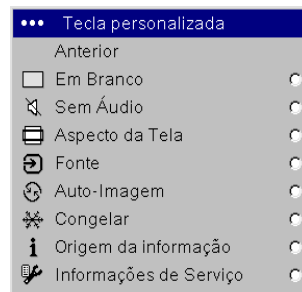 Tecla personalizada
Anterior
Em Branco
Sem Áudio
Aspecto da Tela
Fonte
Auto-Imagem
Congelar
Origem da informação
Informações de Serviço